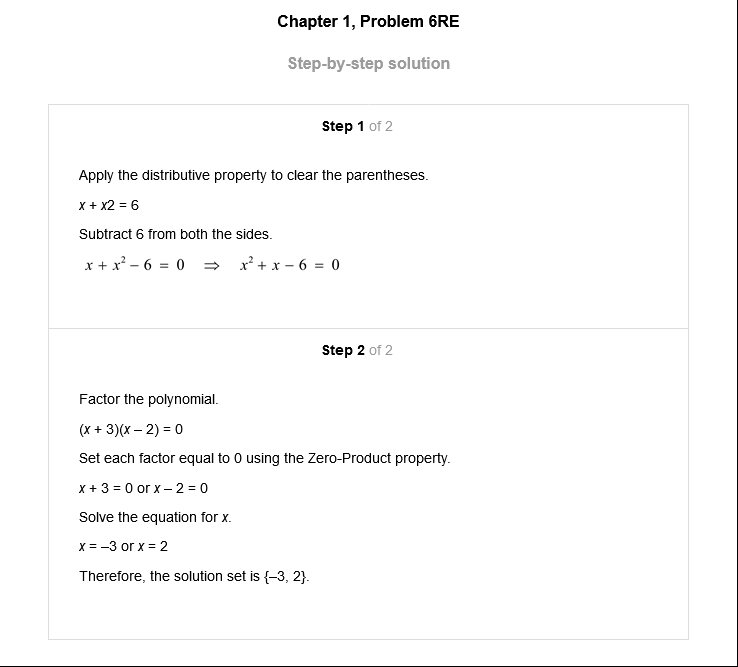 Chapter 1, Problem 6RE
Step-by-step solution
Step 1 of 2
Apply the distributive property to clear the parentheses.
x + x2 = 6
Subtract 6 from both the sides.
x + x² − 6 = 0 ⇒ x² + x − 6 = 0
Step 2 of 2
Factor the polynomial.
(x + 3)(x – 2) = 0
Set each factor equal to 0 using the Zero-Product property.
x + 3 = 0 or x – 2 = 0
Solve the equation for x.
x = –3 or x = 2
Therefore, the solution set is {–3, 2}.